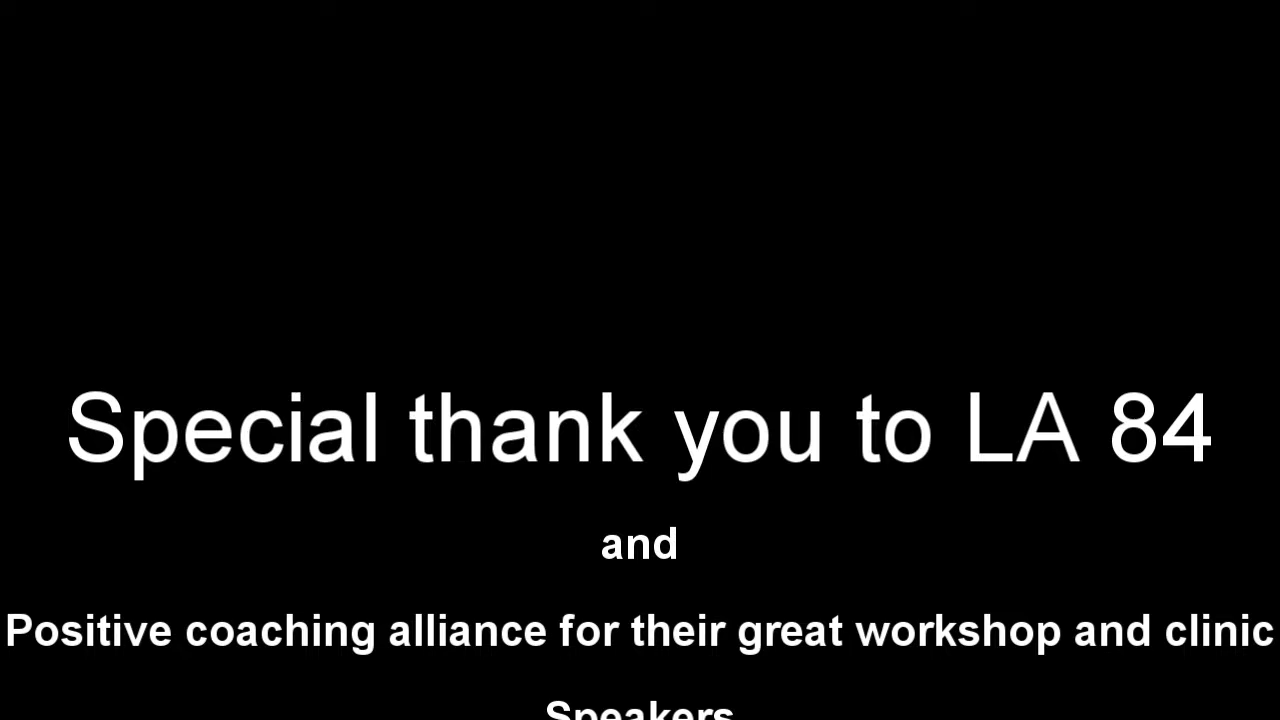 Special thank you to LA 84
and
Positive coaching alliance for their great workshop and clinic
Speakers